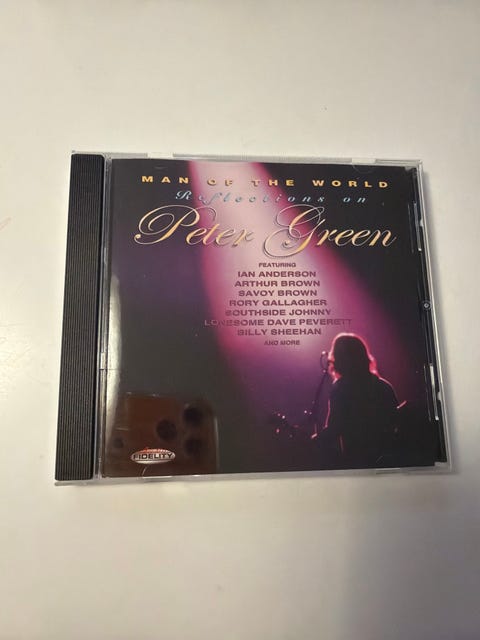 MAN OF THE WORLD
Reflections on
Peter Green
FEATURING
IAN ANDERSON
ARTHUR BROWN
SAVOY BROWN
RORY GALLAGHER
SOUTHSIDE JOHNNY
LONESOME DAVE PEVERETT
BILLY SHEEHAN
AND MORE
FIDELITY